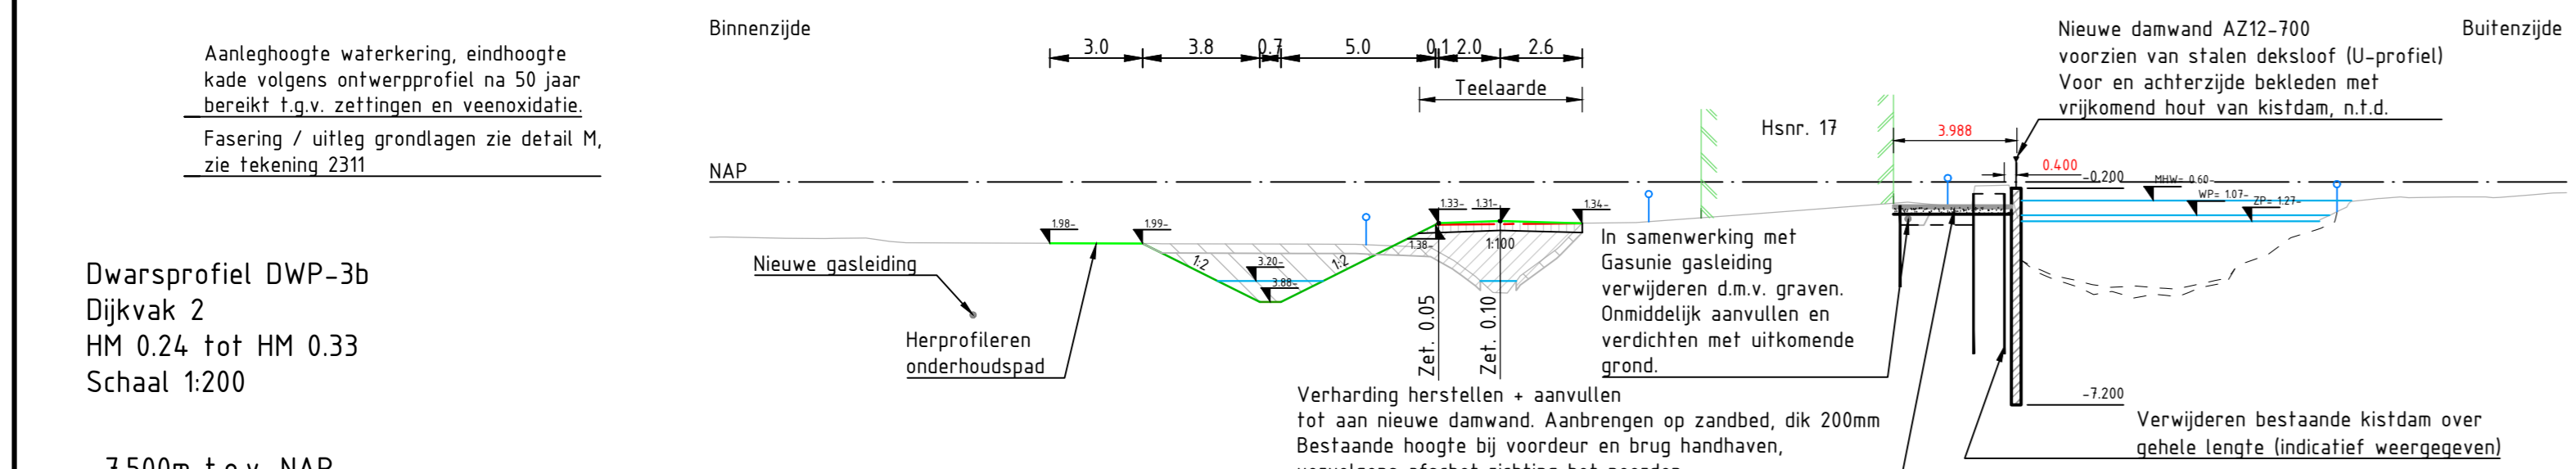 Aanleghoogte waterkering, eindhoogte
kade volgens ontwerpprofiel na 50 jaar
bereikt t.g.v. zettingen en veenoxidatie.
Fasering / uitleg grondlagen zie detail M,
zie tekening 2311
Dwarsprofiel DWP-3b
Dijkvak 2
HM 0.24 tot HM 0.33
Schaal 1:200
7.500m t.o.v. NAP
Binnenzijde
3.0 3.8 0.7 5.0 0.1 2.0 2.6
Teelaarde
NAP
1.98-
1.99-
1.33-
1.31-
1.34-
1.38-
1:100
1:2
1:2
3.20-
3.88-
Nieuwe gasleiding
Herprofileren
onderhoudspad
Zet. 0.05
Zet. 0.10
Hsnr. 17
In samenwerking met
Gasunie gasleiding
verwijderen d.m.v. graven.
Onmiddelijk aanvullen en
verdichten met uitkomende
grond.
Verharding herstellen + aanvullen
tot aan nieuwe damwand. Aanbrengen op zandbed, dik 200mm
Bestaande hoogte bij voordeur en brug handhaven,
Nieuwe damwand AZ12-700
voorzien van stalen deksloof (U-profiel)
Voor en achterzijde bekleden met
vrijkomend hout van kistdam, n.t.d.
Buitenzijde
3.988
0.400
-0.200
MHW= 0.60-
WP= 1.07-
ZP= 1.27-
-7.200
Verwijderen bestaande kistdam over
gehele lengte (indicatief weergegeven)